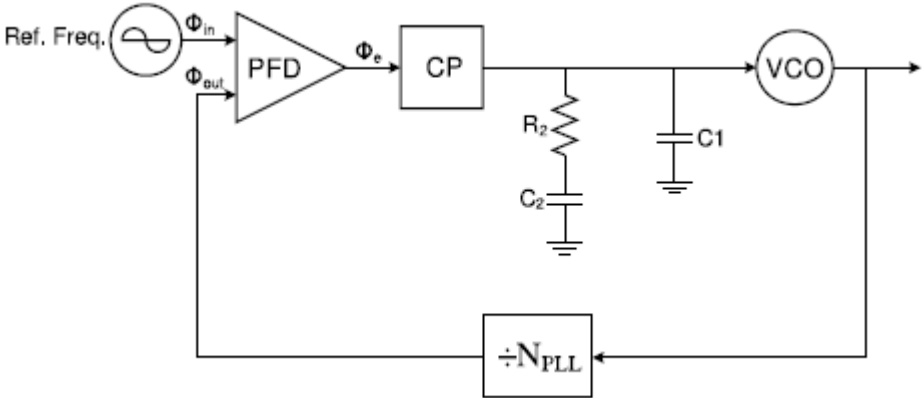 Ref. Freq.
Φin
Φout
PFD
Φe
CP
R2
C2
C1
VCO
÷NPLL